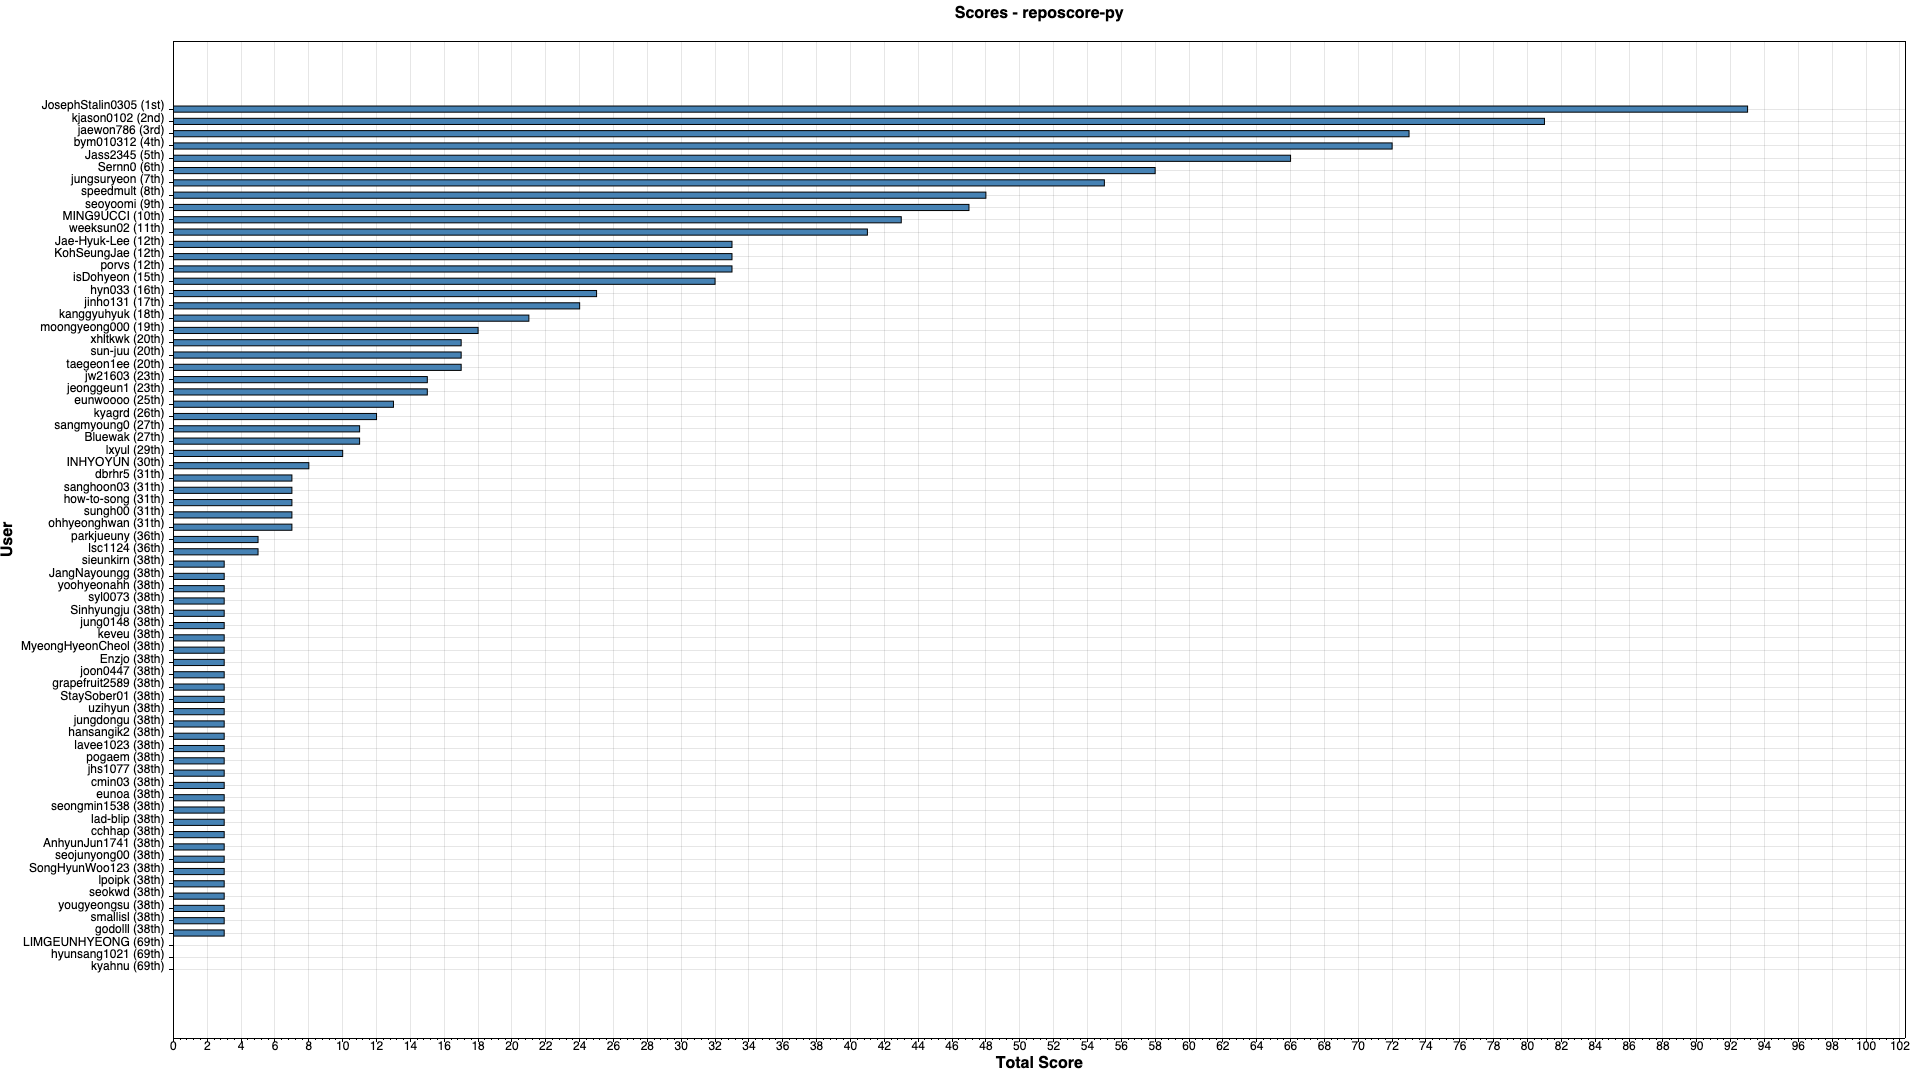 Scores - reposcore-py
JosephStalin0305 (1st)
kjason0102 (2nd)
jaewon786 (3rd)
bym010312 (4th)
Jass2345 (5th)
Sernn0 (6th)
jungsuryeon (7th)
speedmult (8th)
seoyoomi (9th)
MING9UCCI (10th)
weeksun02 (11th)
Jae-Hyuk-Lee (12th)
KohSeungJae (12th)
porvs (12th)
isDohyeon (15th)
hyn033 (16th)
jinho131 (17th)
kanggyuhyuk (18th)
moongyeong000 (19th)
xhltkwk (20th)
sun-juu (20th)
taegeon1ee (20th)
jw21603 (23th)
jeonggeun1 (23th)
eunwoooo (25th)
kyagrd (26th)
sangmyoung0 (27th)
Bluewak (27th)
lxyul (29th)
INHYOYUN (30th)
dbrhr5 (31th)
sanghoon03 (31th)
how-to-song (31th)
sungh00 (31th)
ohhyeonghwan (31th)
parkjueuny (36th)
lsc1124 (36th)
sieunkirn (38th)
JangNayoungg (38th)
yoohyeonahh (38th)
syl0073 (38th)
Sinhyungju (38th)
jung0148 (38th)
keveu (38th)
MyeongHyeonCheol (38th)
Enzjo (38th)
joon0447 (38th)
grapefruit2589 (38th)
StaySober01 (38th)
uzihyun (38th)
jungdongu (38th)
hansangik2 (38th)
lavee1023 (38th)
pogaem (38th)
jhs1077 (38th)
cmin03 (38th)
eunoa (38th)
seongmin1538 (38th)
lad-blip (38th)
cchhap (38th)
AnhyunJun1741 (38th)
seojunyong00 (38th)
SongHyunWoo123 (38th)
lpoipk (38th)
seokwd (38th)
yougyeongsu (38th)
smallisl (38th)
godolll (38th)
LIMGEUNHYEONG (69th)
hyunsang1021 (69th)
kyahnu (69th)
User
0 2 4 6 8 10 12 14 16 18 20 22 24 26 28 30 32 34 36 38 40 42 44 46 48 50 52 54 56 58 60 62 64 66 68 70 72 74 76 78 80 82 84 86 88 90 92 94 96 98 100 102
Total Score